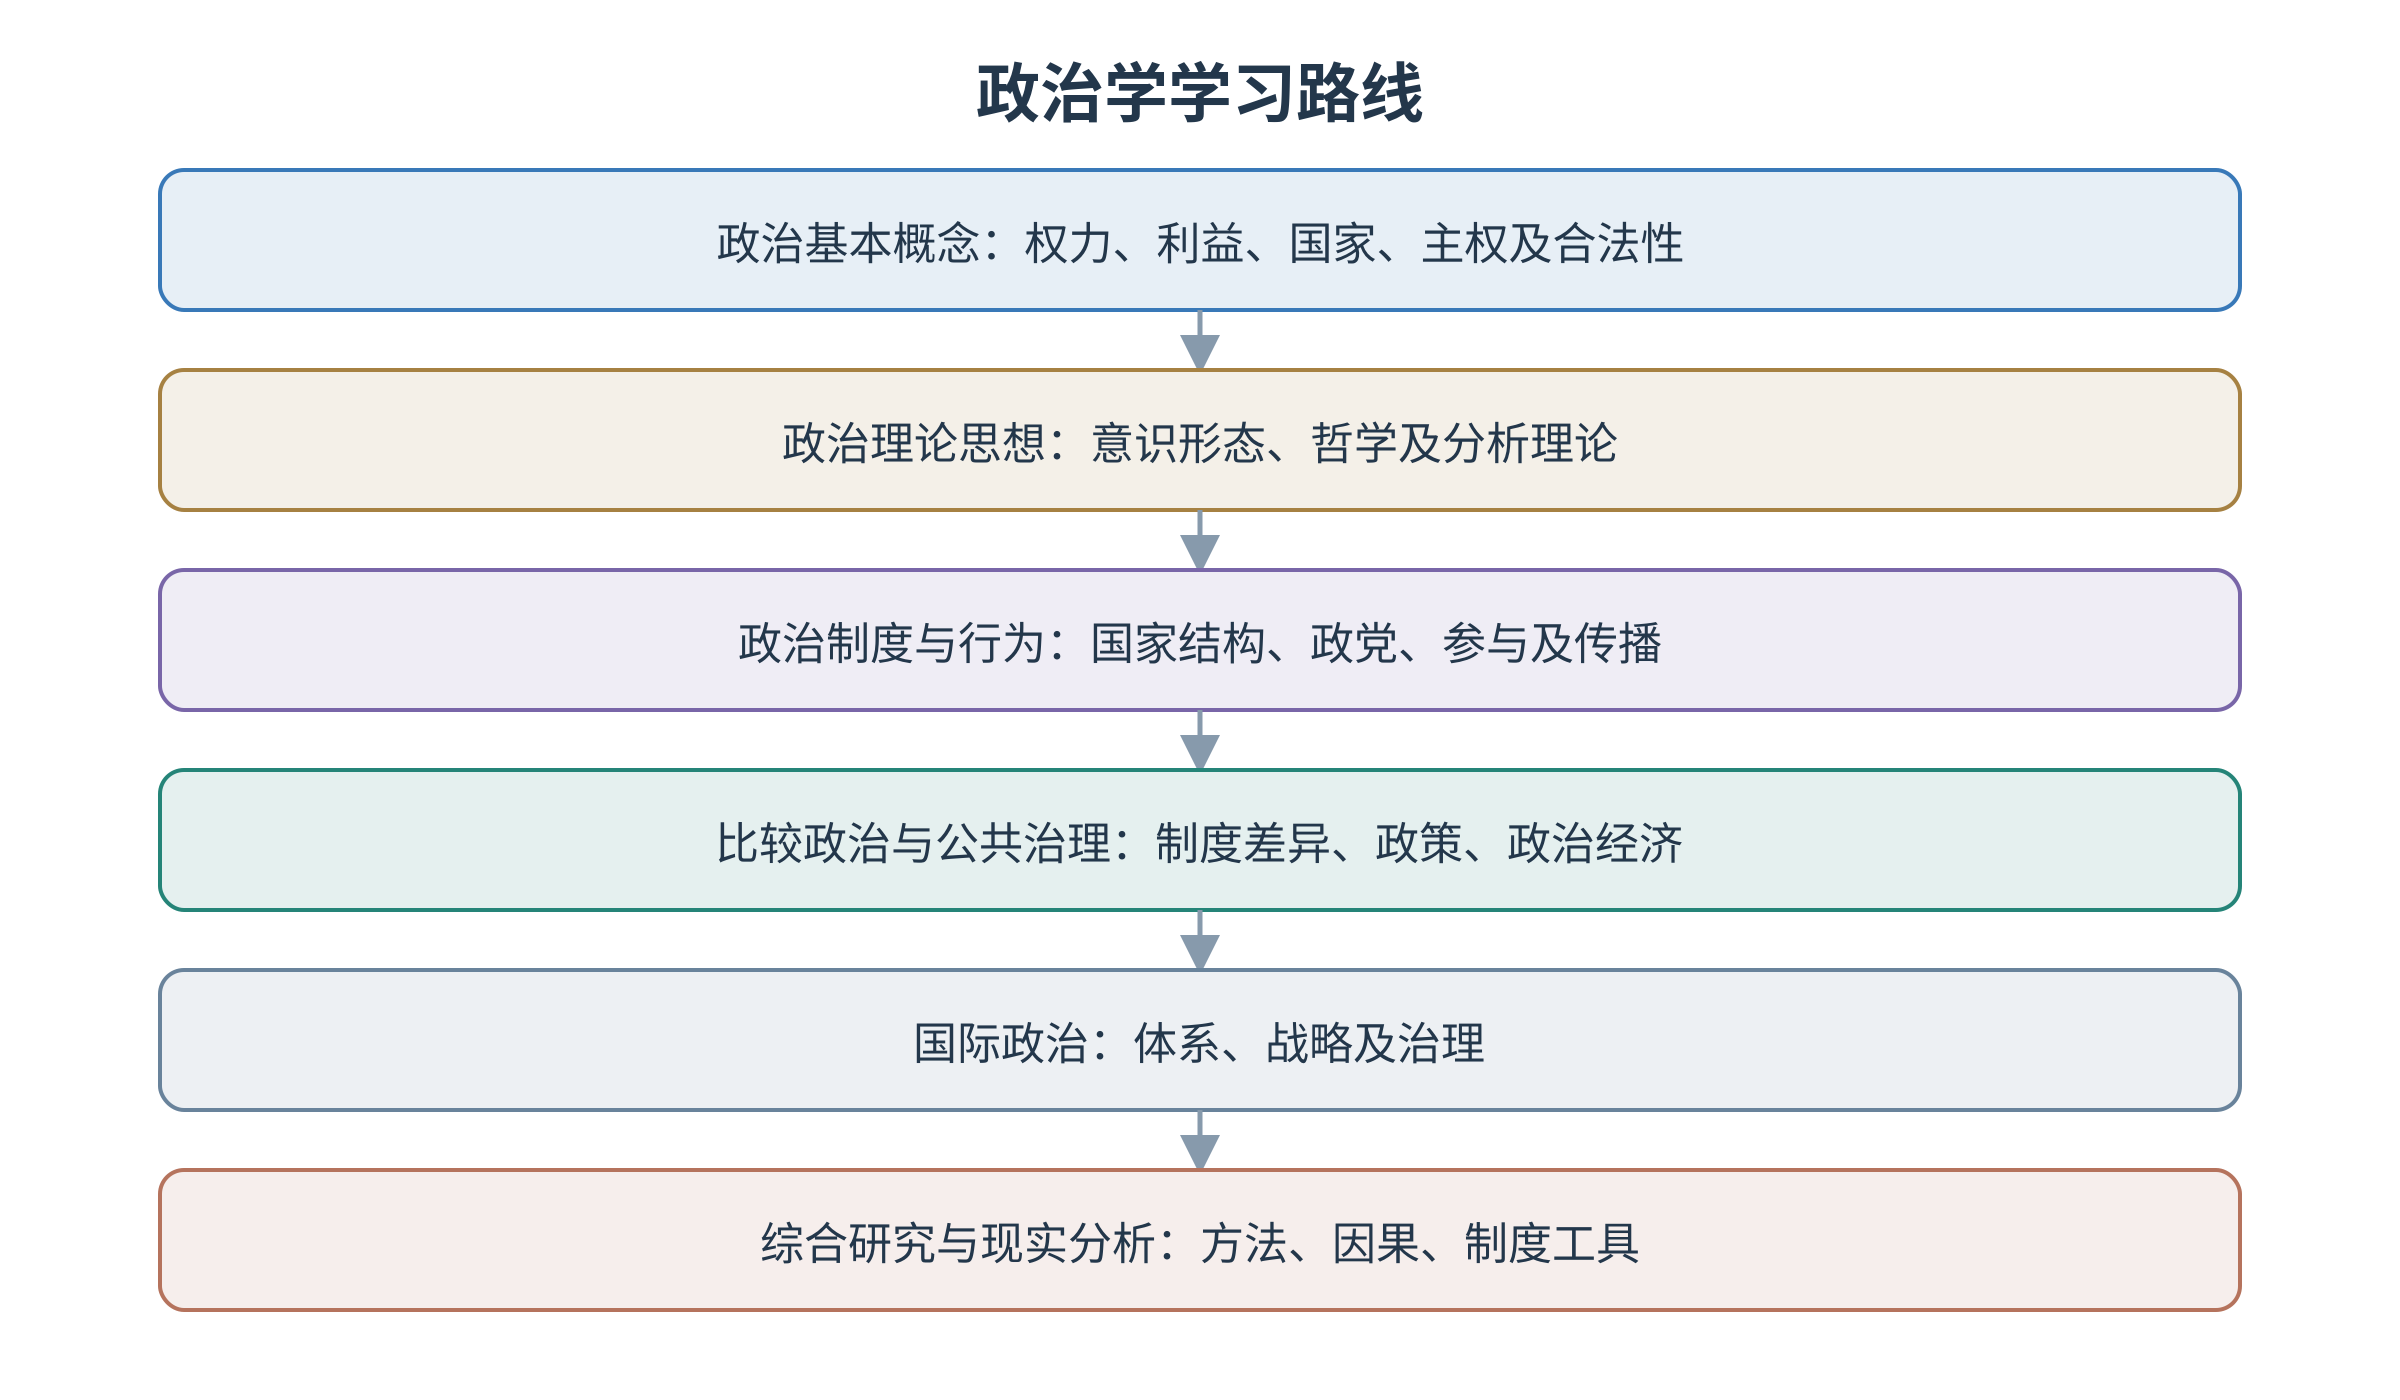 政治学学习路线
政治基本概念：权力、利益、国家、主权及合法性
政治理论思想：意识形态、哲学及分析理论
政治制度与行为：国家结构、政党、参与及传播
比较政治与公共治理：制度差异、政策、政治经济
国际政治：体系、战略及治理
综合研究与现实分析：方法、因果、制度工具